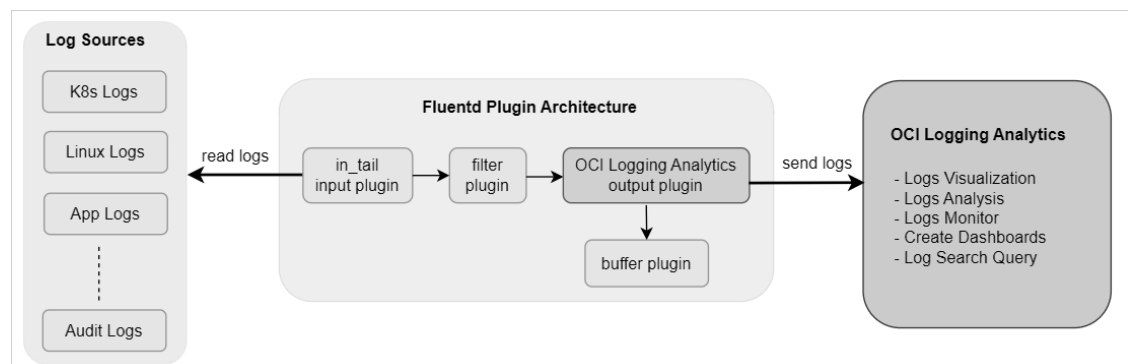 Log Sources
K8s Logs
Linux Logs
App Logs
Audit Logs
read logs
Fluentd Plugin Architecture
in_tail
input plugin
filter
plugin
OCI Logging Analytics
output plugin
buffer plugin
send logs
OCI Logging Analytics
- Logs Visualization
- Logs Analysis
- Logs Monitor
- Create Dashboards
- Log Search Query